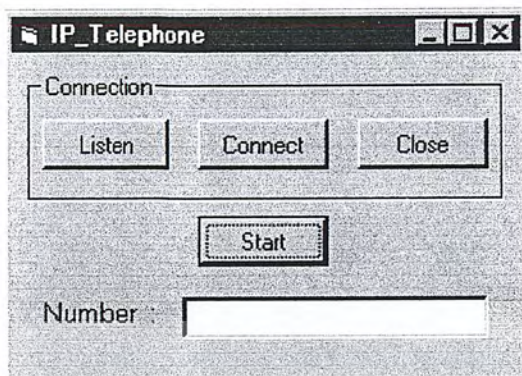 IP_Telephone
Connection
Listen Connect Close
Start
Number :